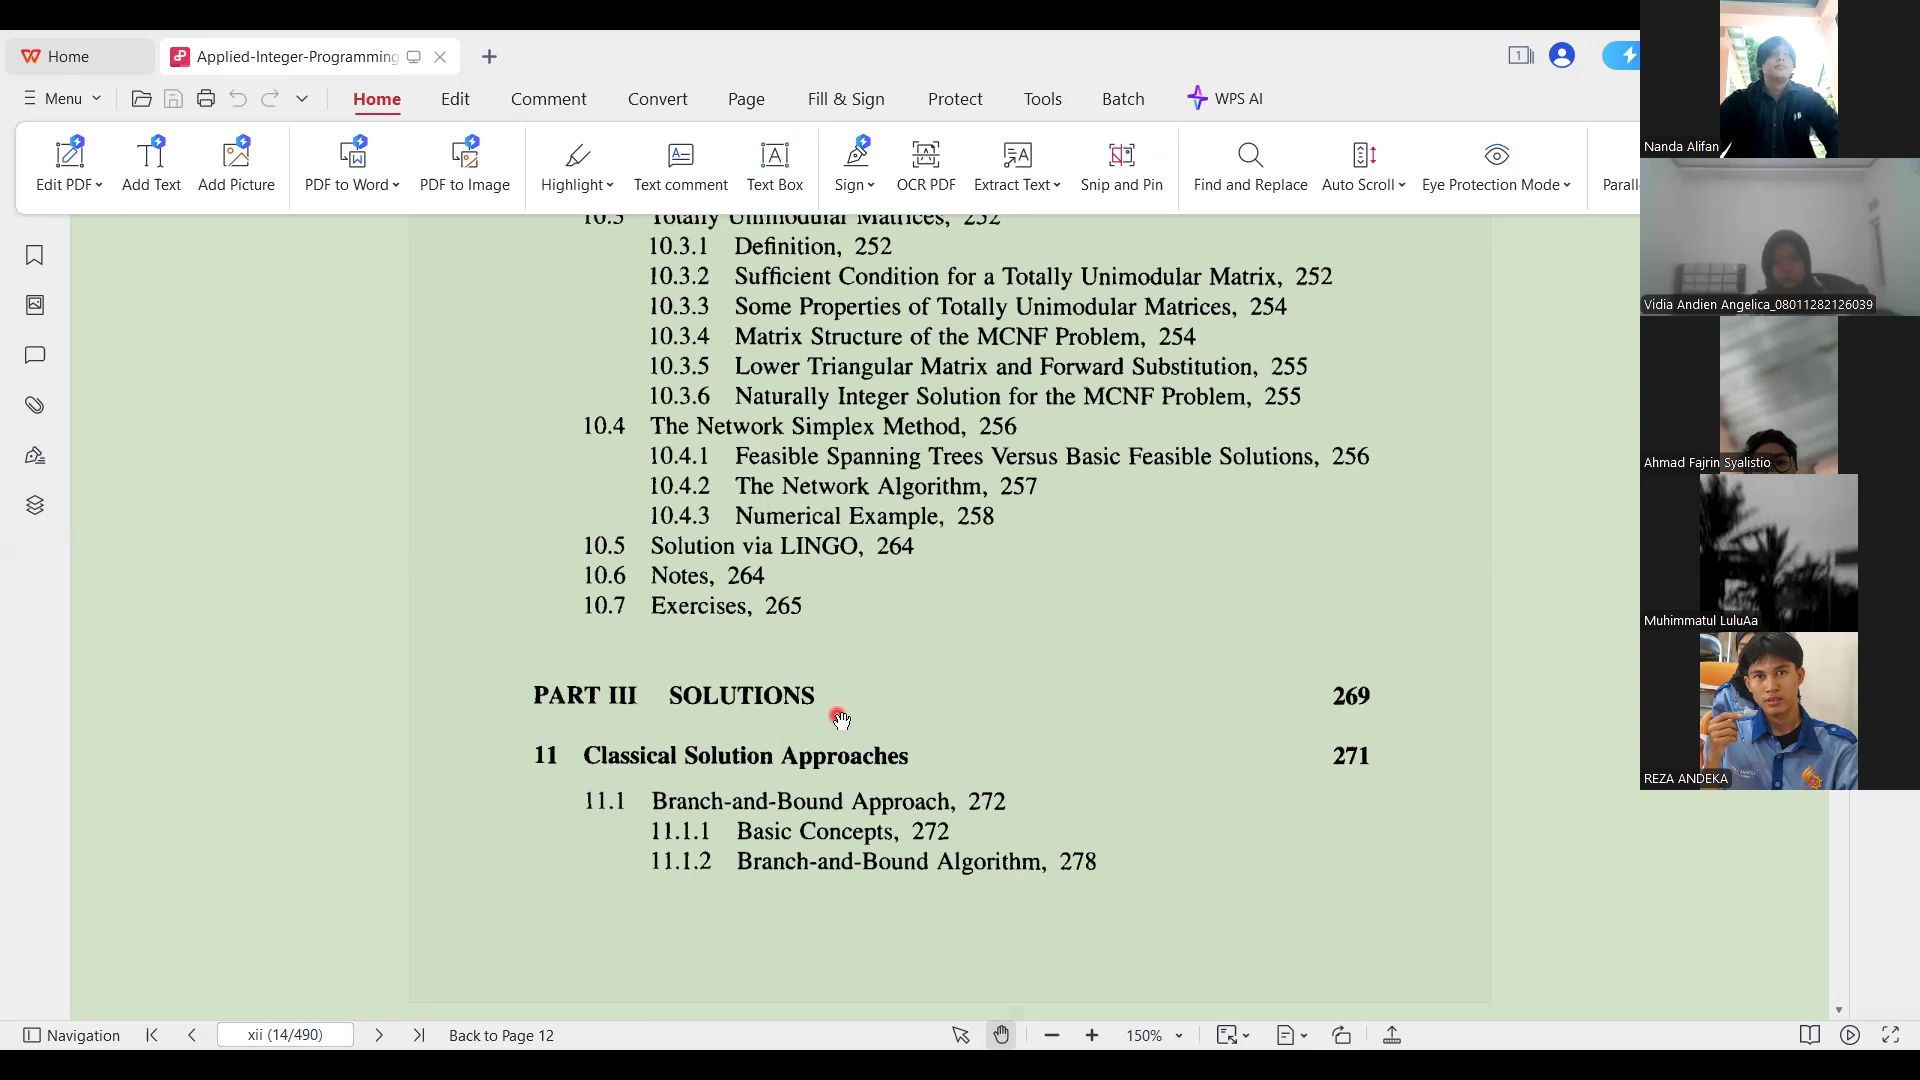 Home
Applied-Integer-Programming
1
Menu
Home
Edit
Comment
Convert
Page
Fill & Sign
Protect
Tools
Batch
WPS AI
Edit PDF
Add Text
Add Picture
PDF to Word
PDF to Image
Highlight
Text comment
Text Box
Sign
OCR PDF
Extract Text
Snip and Pin
Find and Replace
Auto Scroll
Eye Protection Mode
10.3 Totally Unimodular Matrices, 252
10.3.1 Definition, 252
10.3.2 Sufficient Condition for a Totally Unimodular Matrix, 252
10.3.3 Some Properties of Totally Unimodular Matrices, 254
10.3.4 Matrix Structure of the MCNF Problem, 254
10.3.5 Lower Triangular Matrix and Forward Substitution, 255
10.3.6 Naturally Integer Solution for the MCNF Problem, 255
10.4 The Network Simplex Method, 256
10.4.1 Feasible Spanning Trees Versus Basic Feasible Solutions, 256
10.4.2 The Network Algorithm, 257
10.4.3 Numerical Example, 258
10.5 Solution via LINGO, 264
10.6 Notes, 264
10.7 Exercises, 265
PART III SOLUTIONS 269
11 Classical Solution Approaches 271
11.1 Branch-and-Bound Approach, 272
11.1.1 Basic Concepts, 272
11.1.2 Branch-and-Bound Algorithm, 278
Navigation
xii (14/490)
Back to Page 12
150%
Nanda Alifan
Vidia Andien Angelica_08011282126039
Ahmad Fajrin Syalistio
Muhimmatul LuluAa
REZA ANDEKA